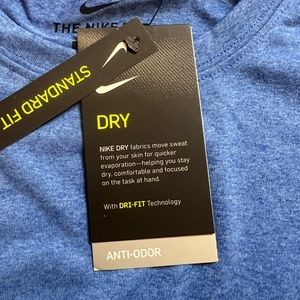 THE NIKE
STANDARD FIT
DRY
NIKE DRY fabrics move sweat
from your skin for quicker
evaporation—helping you stay
dry, comfortable and focused
on the task at hand.
With DRI-FIT Technology
ANTI-ODOR